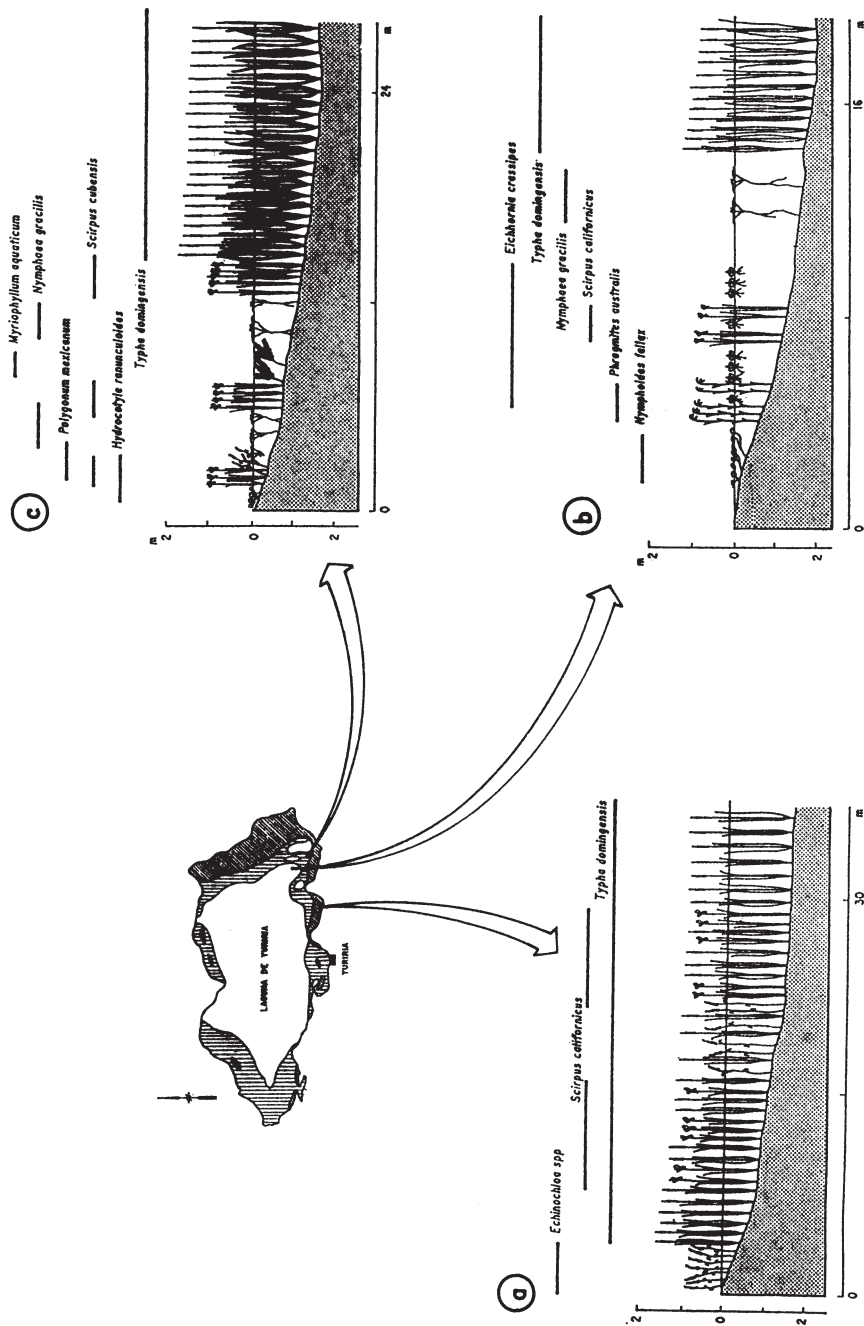 LAGUNA DE YURIRIA
YURIRIA
a
Echinochloa spp
Scirpus californicus
Typha domingensis
2
0
2
0
30
m
b
Eichhornia crassipes
Typha domingensis
Nymphaea gracilis
Scirpus californicus
Phragmites australis
Nymphoides fallax
m
2
0
2
0
16
m
c
Myriophyllum aquaticum
Nymphaea gracilis
Polygonum mexicanum
Scirpus cubensis
Hydrocotyle ranunculoides
Typha domingensis
m
2
0
2
0
24
m